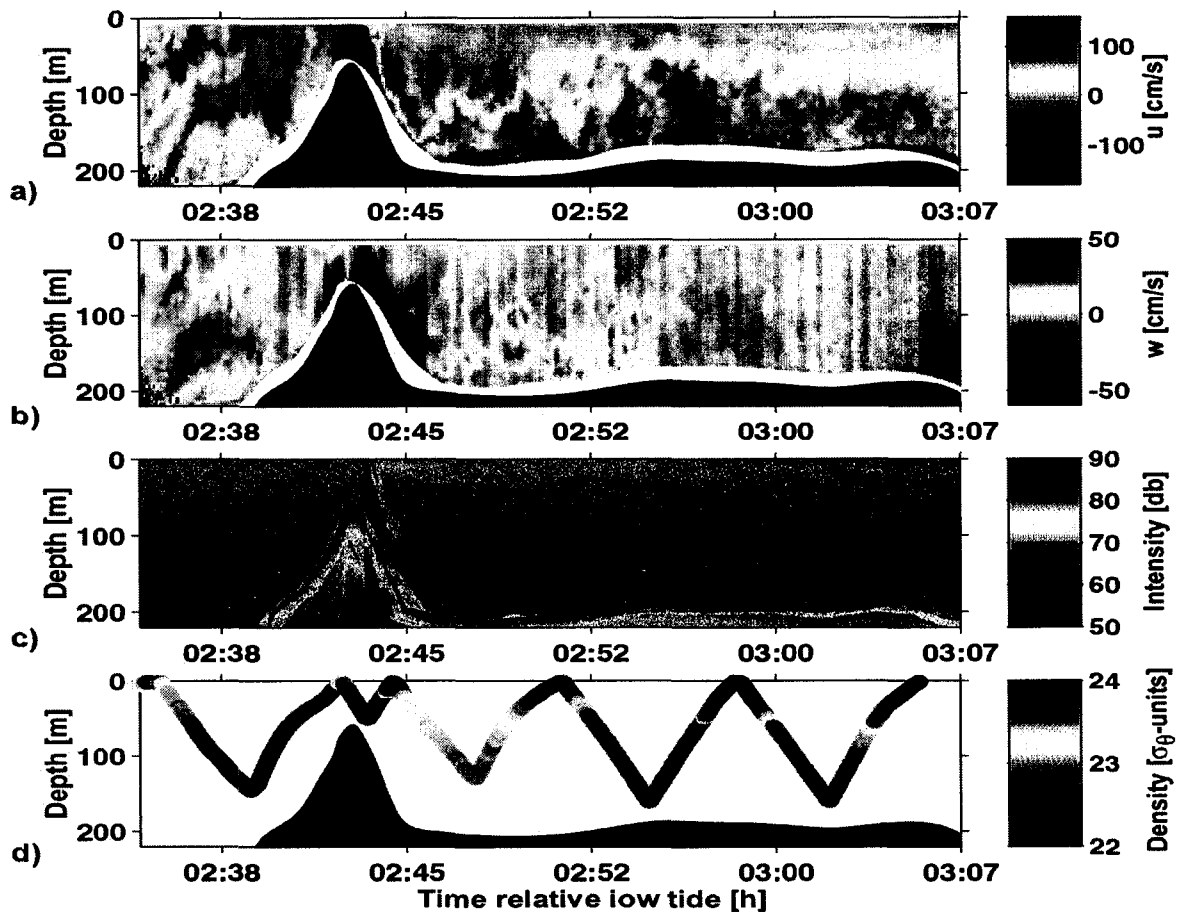 0
100
200
Depth [m]
a)
02:38 02:45 02:52 03:00 03:07
100
0
-100
u [cm/s]
0
100
200
Depth [m]
b)
02:38 02:45 02:52 03:00 03:07
50
0
-50
w [cm/s]
0
100
200
Depth [m]
c)
02:38 02:45 02:52 03:00 03:07
90
80
70
60
50
Intensity [db]
0
100
200
Depth [m]
d)
02:38 02:45 02:52 03:00 03:07
Time relative low tide [h]
24
23
22
Density [σθ-units]